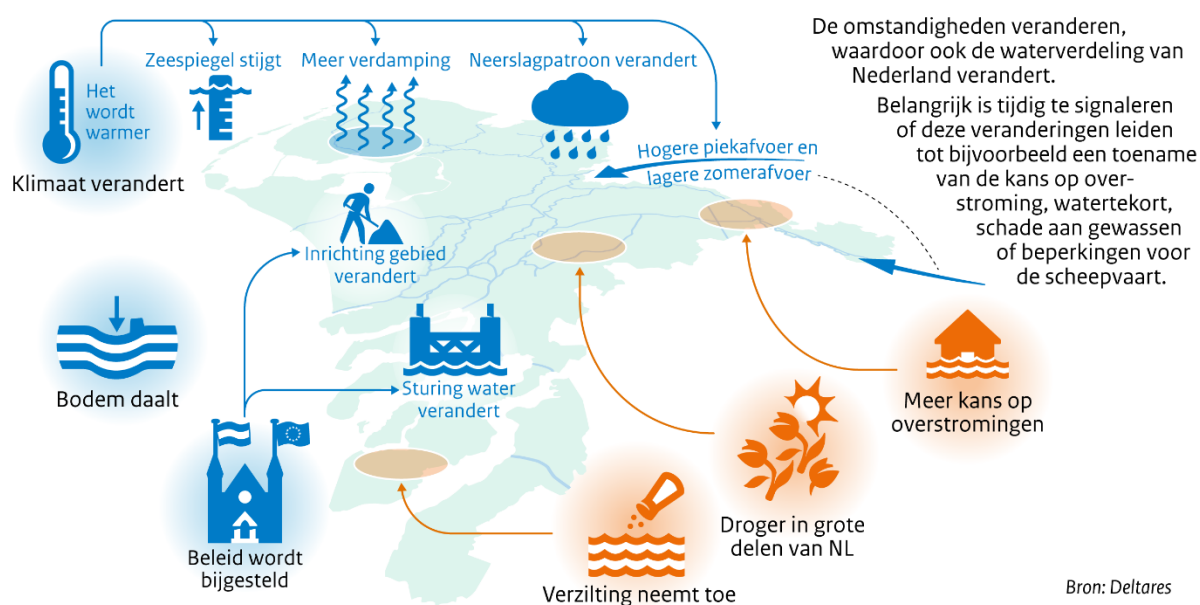 Zeespiegel stijgt
Meer verdamping
Neerslagpatroon verandert
De omstandigheden veranderen,
waardoor ook de waterverdeling van
Nederland verandert.
Belangrijk is tijdig te signaleren
of deze veranderingen leiden
tot bijvoorbeeld een toename
van de kans op over-
stroming, watertekort,
schade aan gewassen
of beperkingen voor
de scheepvaart.
Het
wordt
warmer
Klimaat verandert
Hogere piekafvoer en
lagere zomerafvoer
Inrichting gebied
verandert
Bodem daalt
Sturing water
verandert
Meer kans op
overstromingen
Beleid wordt
bijgesteld
Droger in grote
delen van NL
Verzilting neemt toe
Bron: Deltares